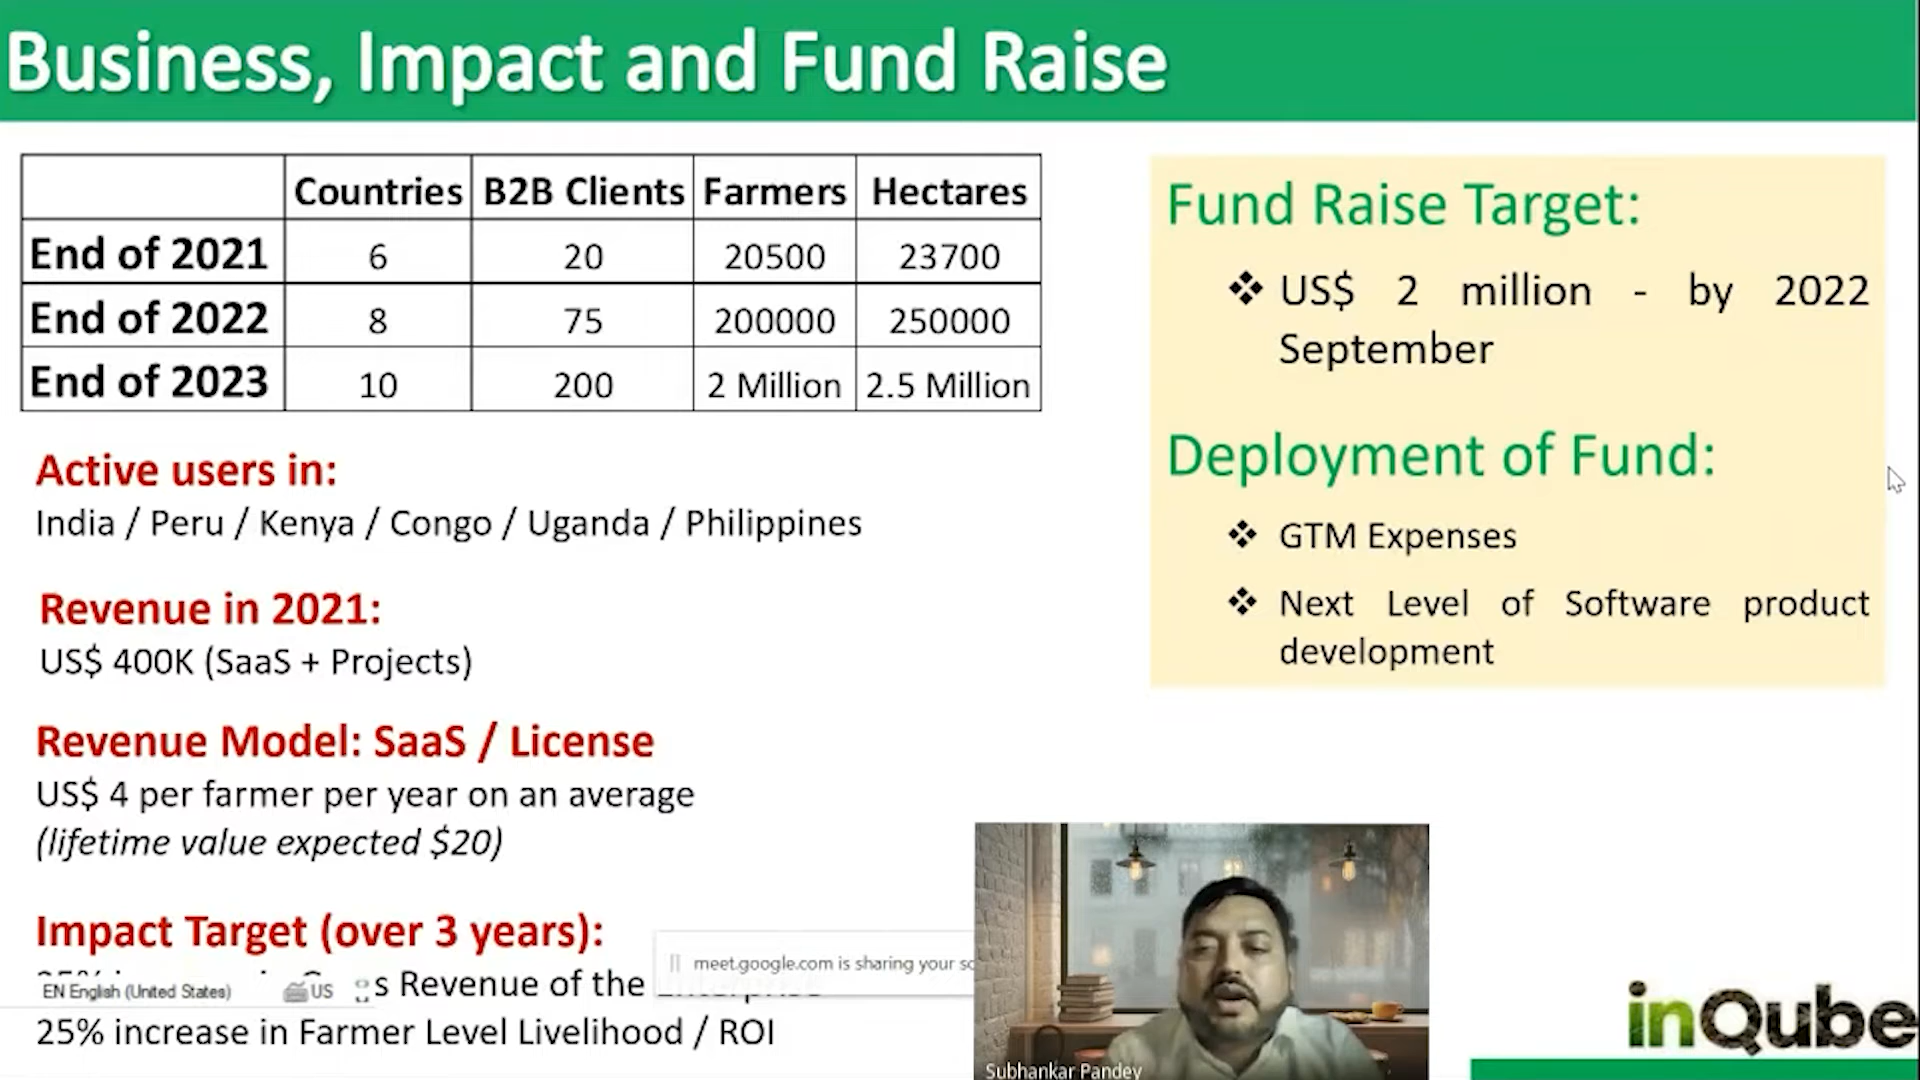 Business, Impact and Fund Raise
Countries B2B Clients Farmers Hectares
End of 2021 6 20 20500 23700
End of 2022 8 75 200000 250000
End of 2023 10 200 2 Million 2.5 Million
Active users in:
India / Peru / Kenya / Congo / Uganda / Philippines
Revenue in 2021:
US$ 400K (SaaS + Projects)
Revenue Model: SaaS / License
US$ 4 per farmer per year on an average
(lifetime value expected $20)
Impact Target (over 3 years):
s Revenue of the
25% increase in Farmer Level Livelihood / ROI
EN English (United States) US
meet.google.com is sharing your sc
Fund Raise Target:
❖ US$ 2 million - by 2022
September
Deployment of Fund:
❖ GTM Expenses
❖ Next Level of Software product
development
Subhankar Pandey
inQube